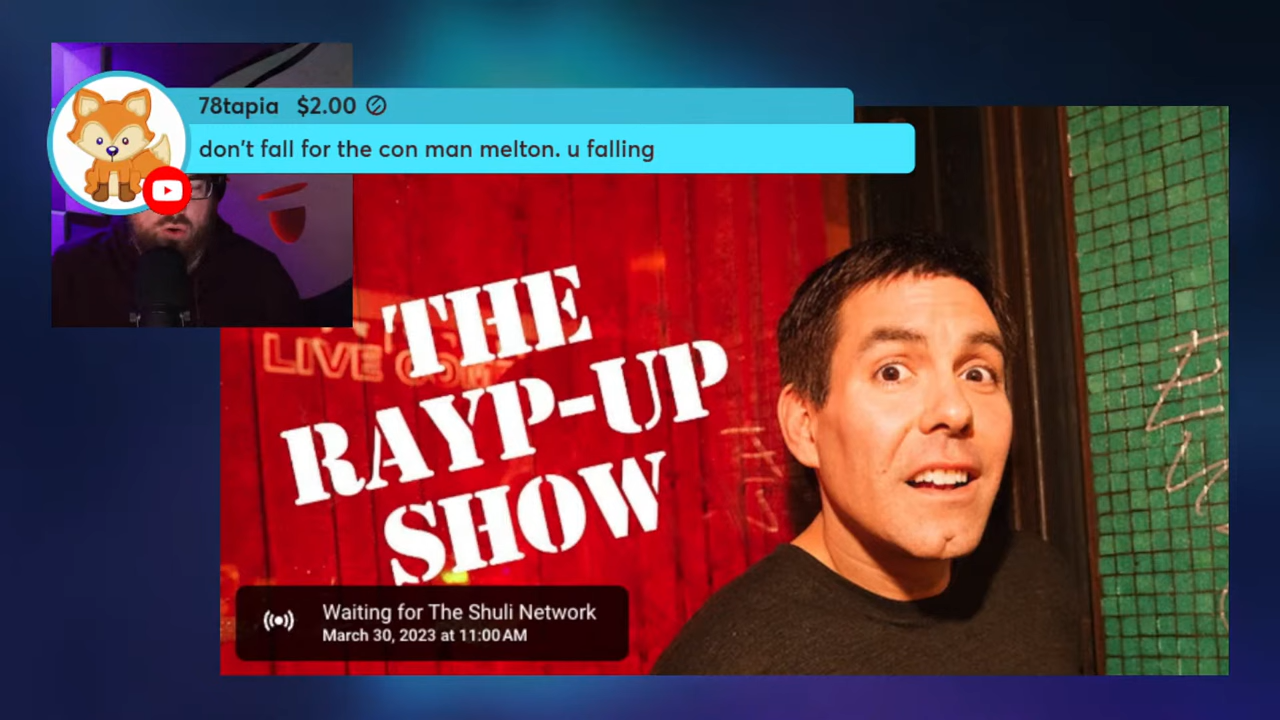 78tapia $2.00
don't fall for the con man melton. u falling
THE
RAYP-UP
SHOW
LIVE
Waiting for The Shuli Network
March 30, 2023 at 11:00 AM